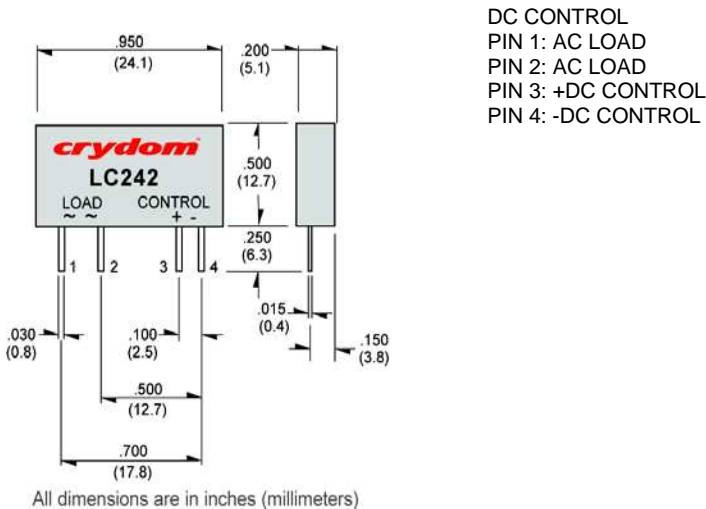 DC CONTROL
PIN 1: AC LOAD
PIN 2: AC LOAD
PIN 3: +DC CONTROL
PIN 4: -DC CONTROL
.950
(24.1)
.200
(5.1)
crydom
LC242
LOAD CONTROL
~ ~ + -
.500
(12.7)
1 2 3 4
.250
(6.3)
.015
(0.4)
.030
(0.8)
.100
(2.5)
.150
(3.8)
.500
(12.7)
.700
(17.8)
All dimensions are in inches (millimeters)